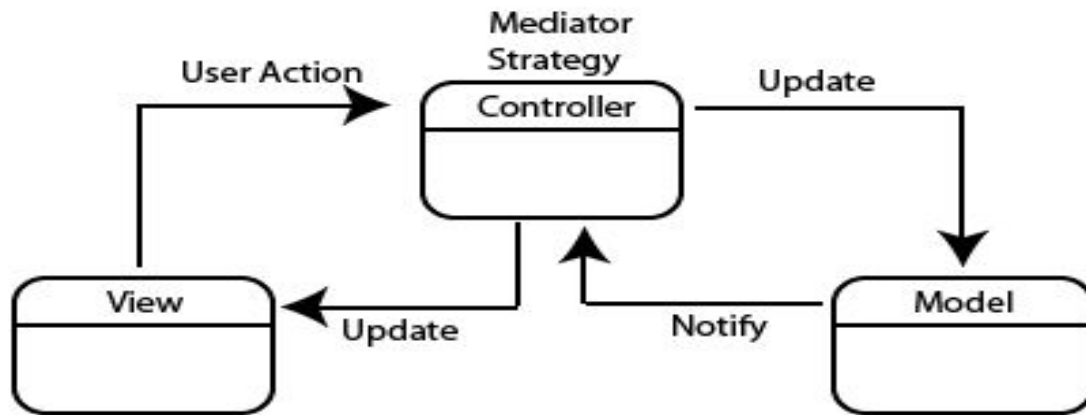 Mediator
Strategy
User Action
Controller
Update
View
Update
Notify
Model